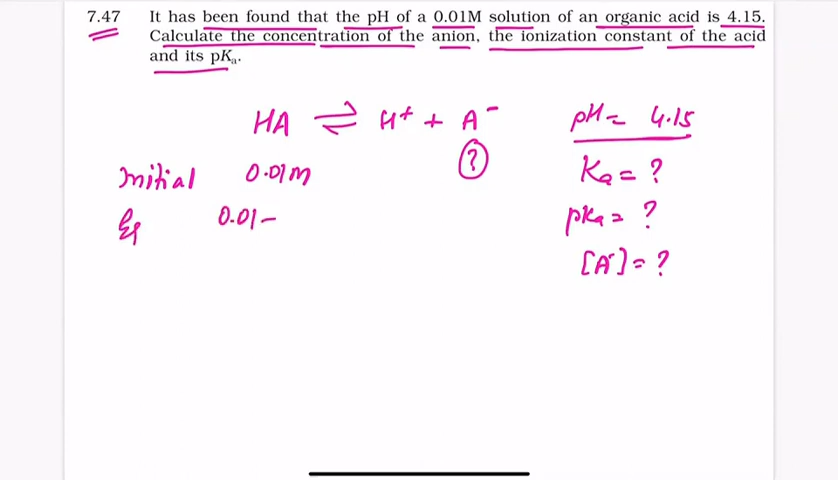 7.47 It has been found that the pH of a 0.01M solution of an organic acid is 4.15.
Calculate the concentration of the anion, the ionization constant of the acid
and its pKₐ.
HA ⇌ H⁺ + A⁻ pH = 4.15
Initial 0.01M ? Kₐ = ?
Eq 0.01− pKₐ = ?
[A⁻] = ?